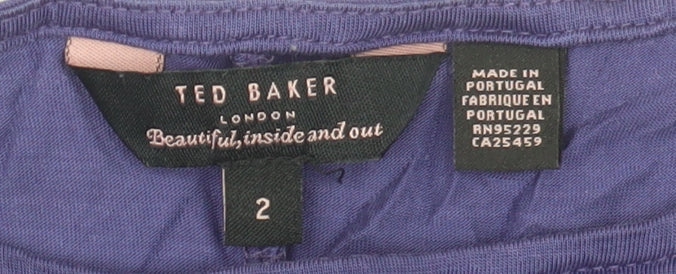 TED BAKER
LONDON
Beautiful, inside and out
2
MADE IN
PORTUGAL
FABRIQUE EN
PORTUGAL
RN95229
CA25459